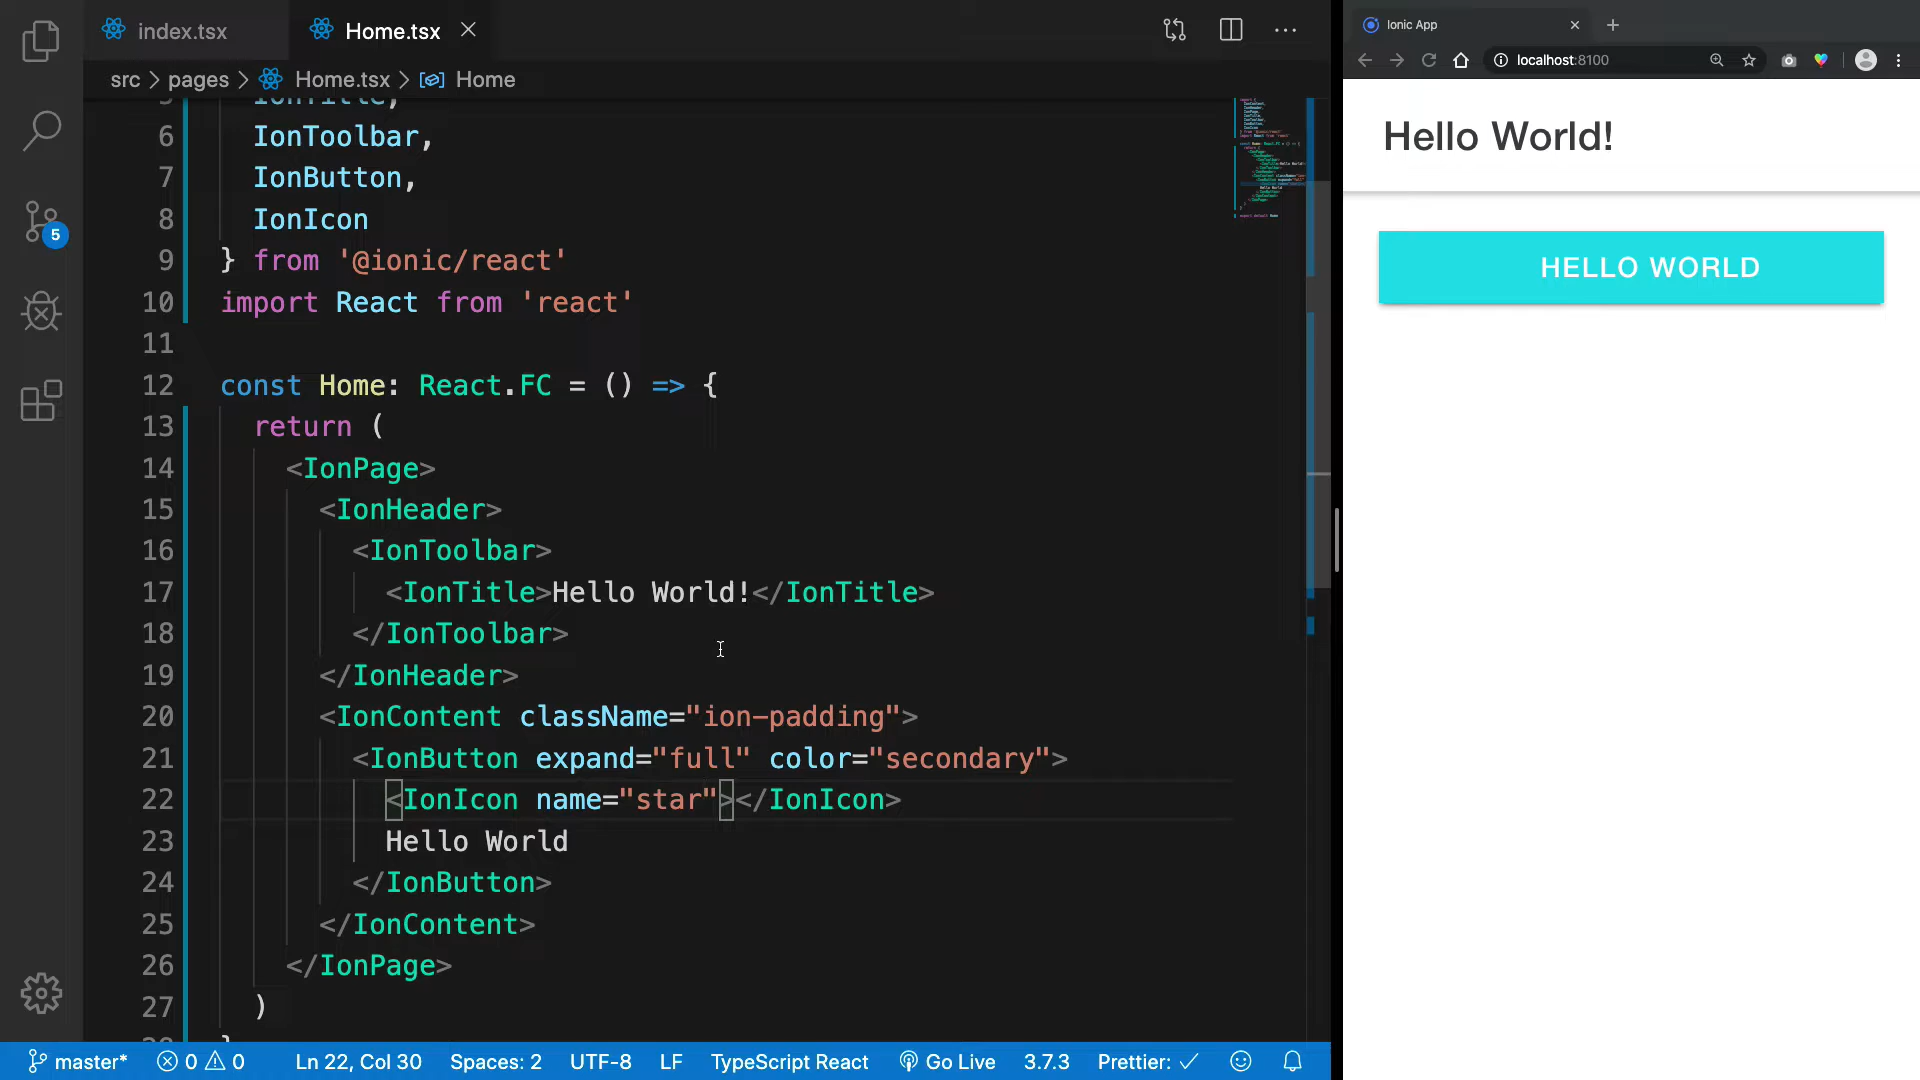 index.tsx
Home.tsx
src > pages > Home.tsx > Home
5 IonTitle,
6 IonToolbar,
7 IonButton,
8 IonIcon
9 } from '@ionic/react'
10 import React from 'react'
11
12 const Home: React.FC = () => {
13 return (
14 <IonPage>
15 <IonHeader>
16 <IonToolbar>
17 <IonTitle>Hello World!</IonTitle>
18 </IonToolbar>
19 </IonHeader>
20 <IonContent className="ion-padding">
21 <IonButton expand="full" color="secondary">
22 <IonIcon name="star"></IonIcon>
23 Hello World
24 </IonButton>
25 </IonContent>
26 </IonPage>
27 )
28 }
5
master* 0 0 Ln 22, Col 30 Spaces: 2 UTF-8 LF TypeScript React Go Live 3.7.3 Prettier: ✓
Ionic App
localhost:8100
Hello World!
HELLO WORLD